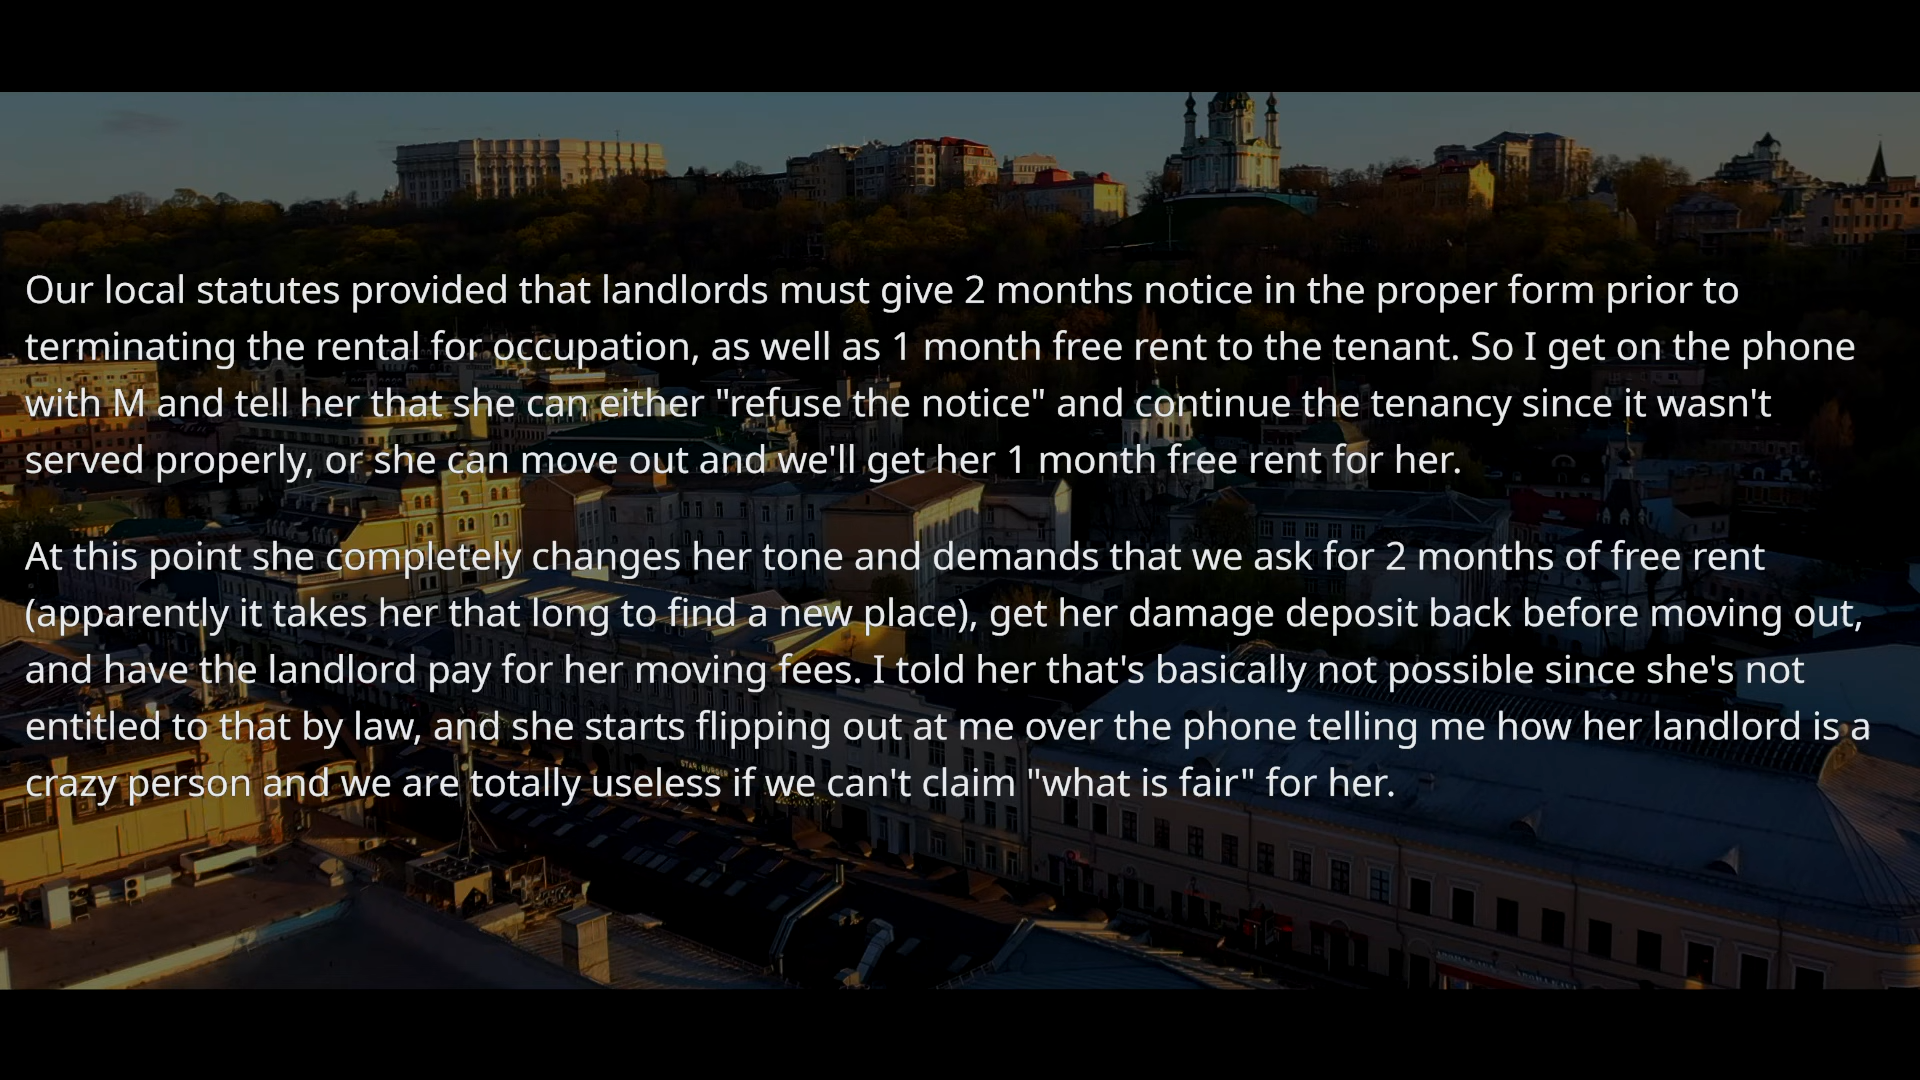 Our local statutes provided that landlords must give 2 months notice in the proper form prior to
terminating the rental for occupation, as well as 1 month free rent to the tenant. So I get on the phone
with M and tell her that she can either "refuse the notice" and continue the tenancy since it wasn't
served properly, or she can move out and we'll get her 1 month free rent for her.
At this point she completely changes her tone and demands that we ask for 2 months of free rent
(apparently it takes her that long to find a new place), get her damage deposit back before moving out,
and have the landlord pay for her moving fees. I told her that's basically not possible since she's not
entitled to that by law, and she starts flipping out at me over the phone telling me how her landlord is a
crazy person and we are totally useless if we can't claim "what is fair" for her.
STAR BURGER